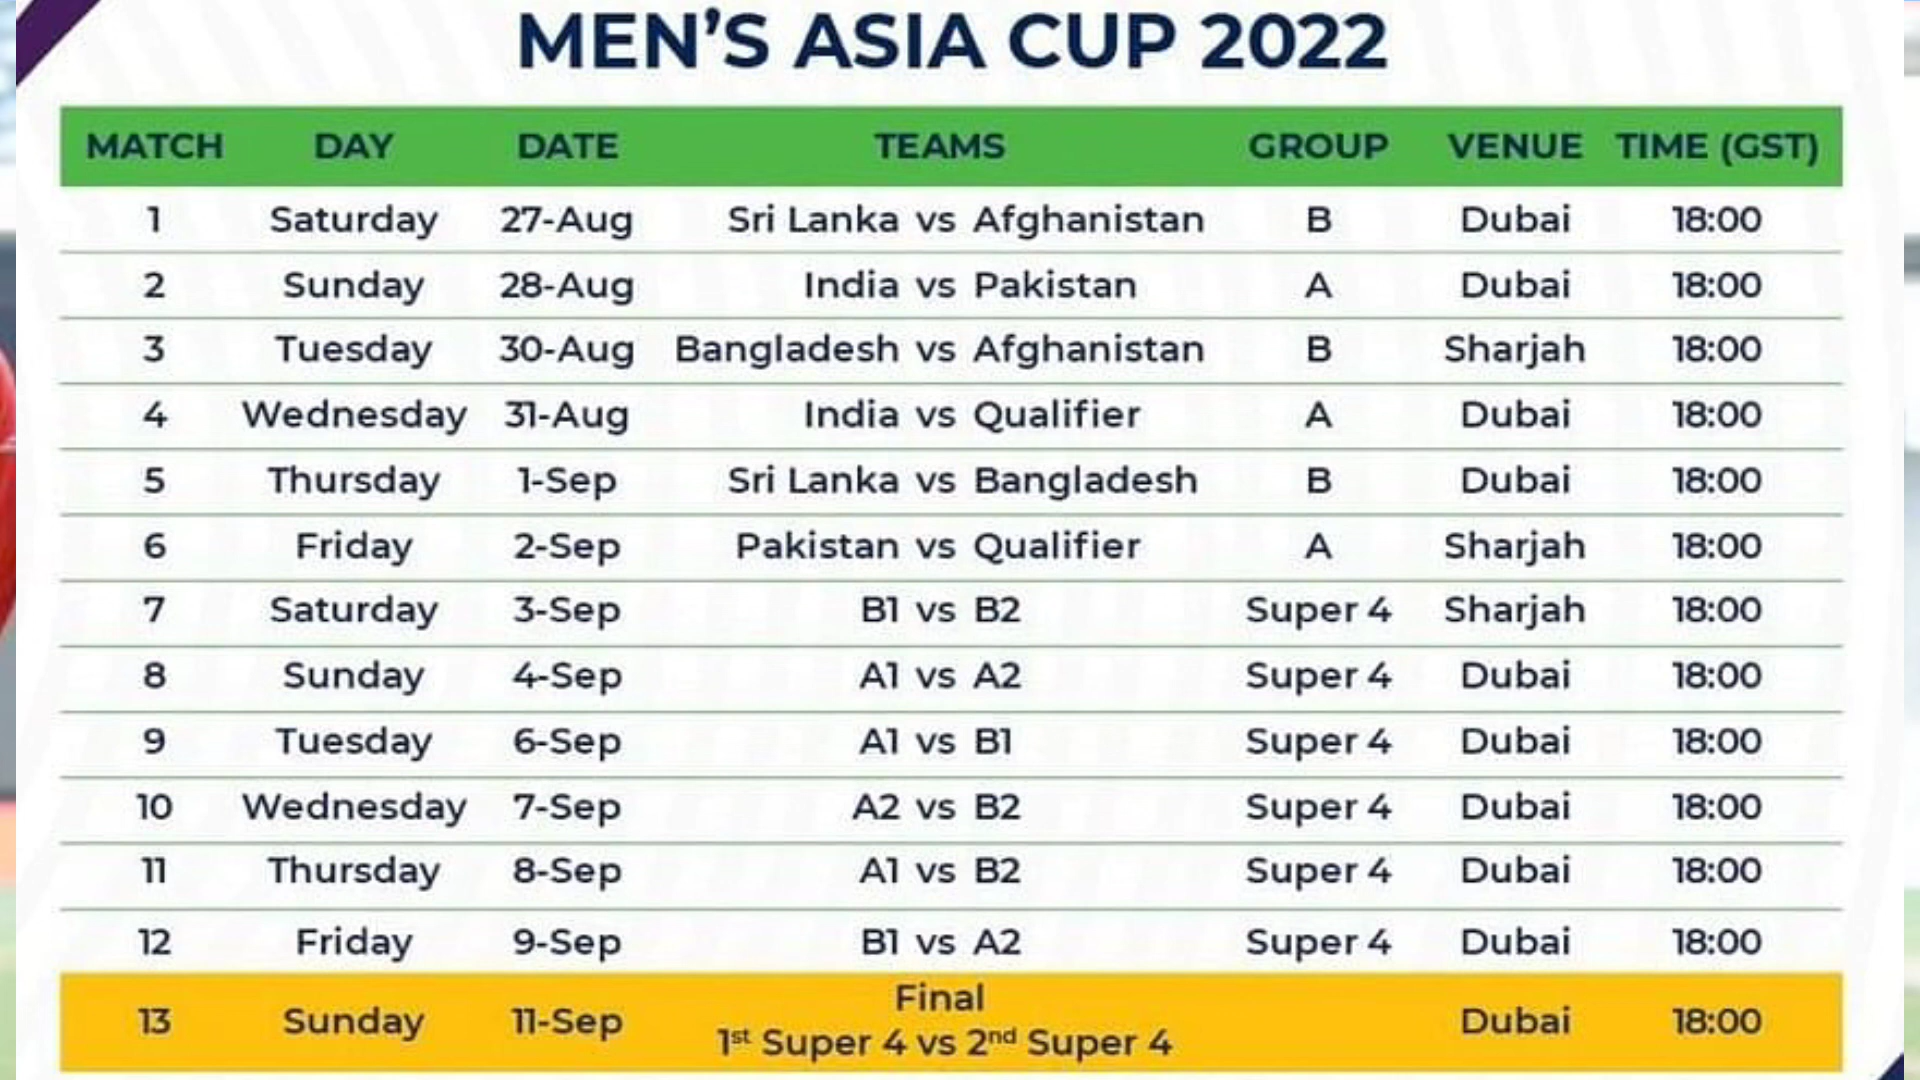 MEN'S ASIA CUP 2022
MATCH DAY DATE TEAMS GROUP VENUE TIME (GST)
1 Saturday 27-Aug Sri Lanka vs Afghanistan B Dubai 18:00
2 Sunday 28-Aug India vs Pakistan A Dubai 18:00
3 Tuesday 30-Aug Bangladesh vs Afghanistan B Sharjah 18:00
4 Wednesday 31-Aug India vs Qualifier A Dubai 18:00
5 Thursday 1-Sep Sri Lanka vs Bangladesh B Dubai 18:00
6 Friday 2-Sep Pakistan vs Qualifier A Sharjah 18:00
7 Saturday 3-Sep B1 vs B2 Super 4 Sharjah 18:00
8 Sunday 4-Sep A1 vs A2 Super 4 Dubai 18:00
9 Tuesday 6-Sep A1 vs B1 Super 4 Dubai 18:00
10 Wednesday 7-Sep A2 vs B2 Super 4 Dubai 18:00
11 Thursday 8-Sep A1 vs B2 Super 4 Dubai 18:00
12 Friday 9-Sep B1 vs A2 Super 4 Dubai 18:00
Final
13 Sunday 11-Sep 1st Super 4 vs 2nd Super 4 Dubai 18:00